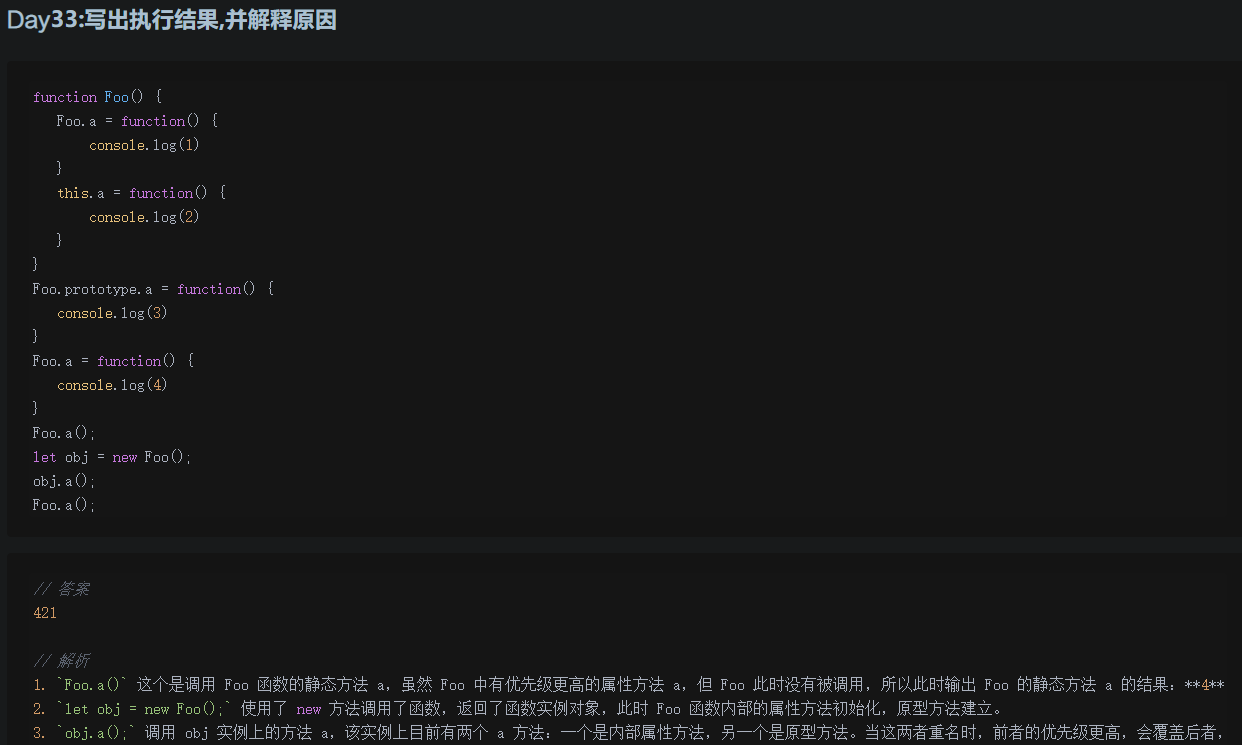 Day33:写出执行结果,并解释原因
function Foo() {
Foo.a = function() {
console.log(1)
}
this.a = function() {
console.log(2)
}
}
Foo.prototype.a = function() {
console.log(3)
}
Foo.a = function() {
console.log(4)
}
Foo.a();
let obj = new Foo();
obj.a();
Foo.a();
// 答案
421
// 解析
1. `Foo.a()` 这个是调用 Foo 函数的静态方法 a，虽然 Foo 中有优先级更高的属性方法 a，但 Foo 此时没有被调用，所以此时输出 Foo 的静态方法 a 的结果：**4**
2. `let obj = new Foo();` 使用了 new 方法调用了函数，返回了函数实例对象，此时 Foo 函数内部的属性方法初始化，原型方法建立。
3. `obj.a();` 调用 obj 实例上的方法 a，该实例上目前有两个 a 方法：一个是内部属性方法，另一个是原型方法。当这两者重名时，前者的优先级更高，会覆盖后者，